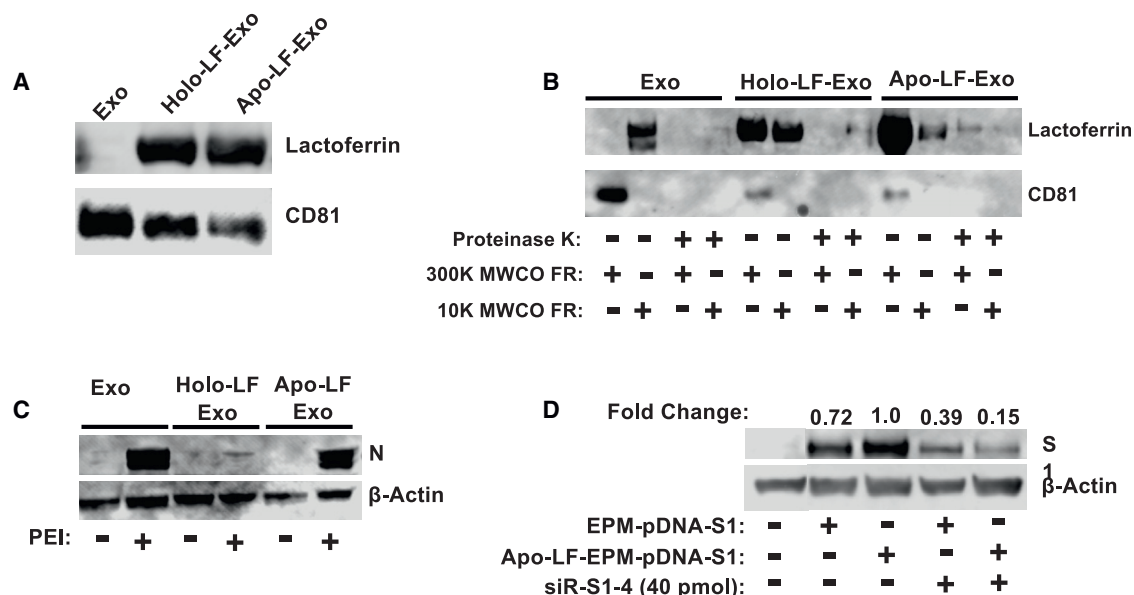 A
Exo
Holo-LF-Exo
Apo-LF-Exo
Lactoferrin
CD81
B
Exo Holo-LF-Exo Apo-LF-Exo
Lactoferrin
CD81
Proteinase K: - - + + - - + + - - + +
300K MWCO FR: + - + - + - + - + - + -
10K MWCO FR: - + - + - + - + - + - +
C
Exo Holo-LF Exo Apo-LF Exo
N
β-Actin
PEI: - + - + - +
D
Fold Change: 0.72 1.0 0.39 0.15
S
1
β-Actin
EPM-pDNA-S1: - + - + -
Apo-LF-EPM-pDNA-S1: - - + - +
siR-S1-4 (40 pmol): - - - + +